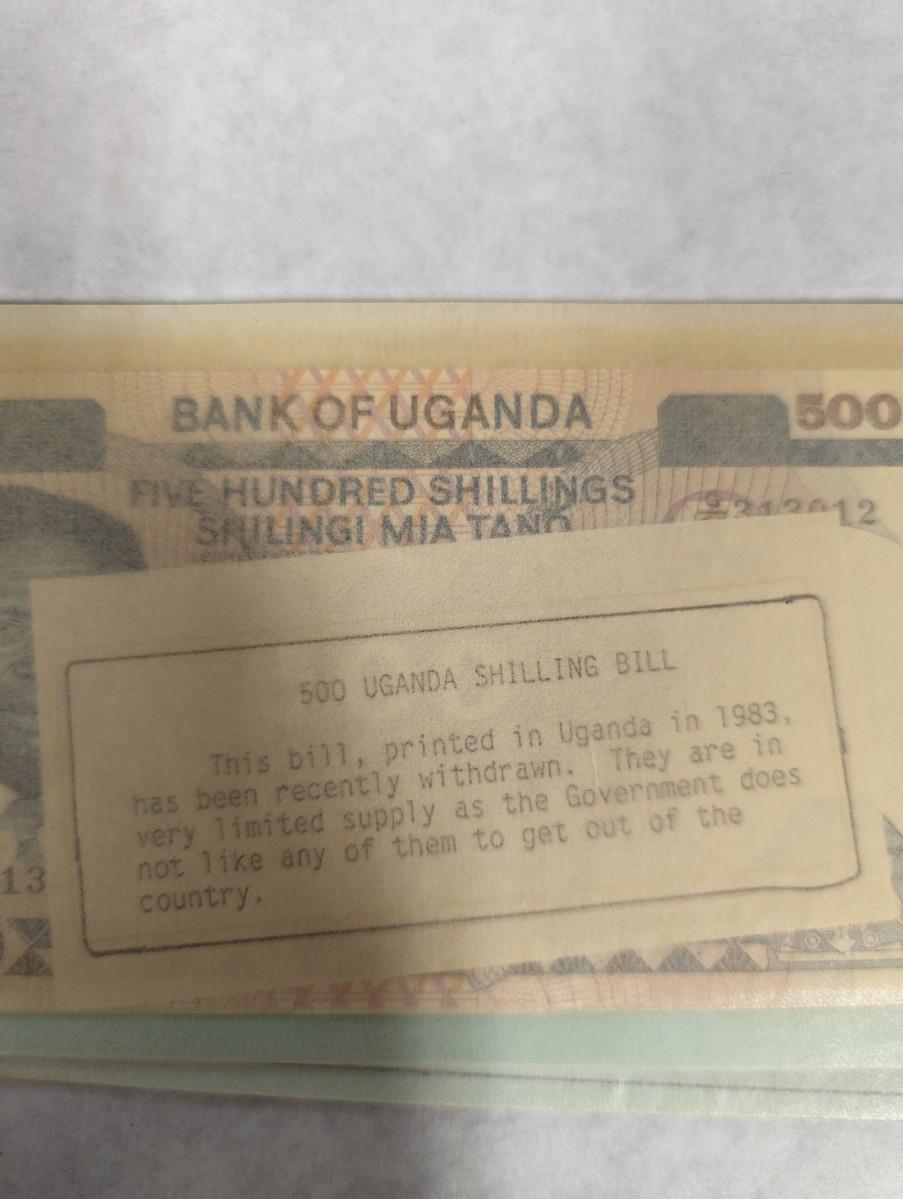 BANK OF UGANDA
500
FIVE HUNDRED SHILLINGS
SHILINGI MIA TANO
313012
500 UGANDA SHILLING BILL
This bill, printed in Uganda in 1983,
has been recently withdrawn. They are in
very limited supply as the Government does
not like any of them to get out of the
country.
13